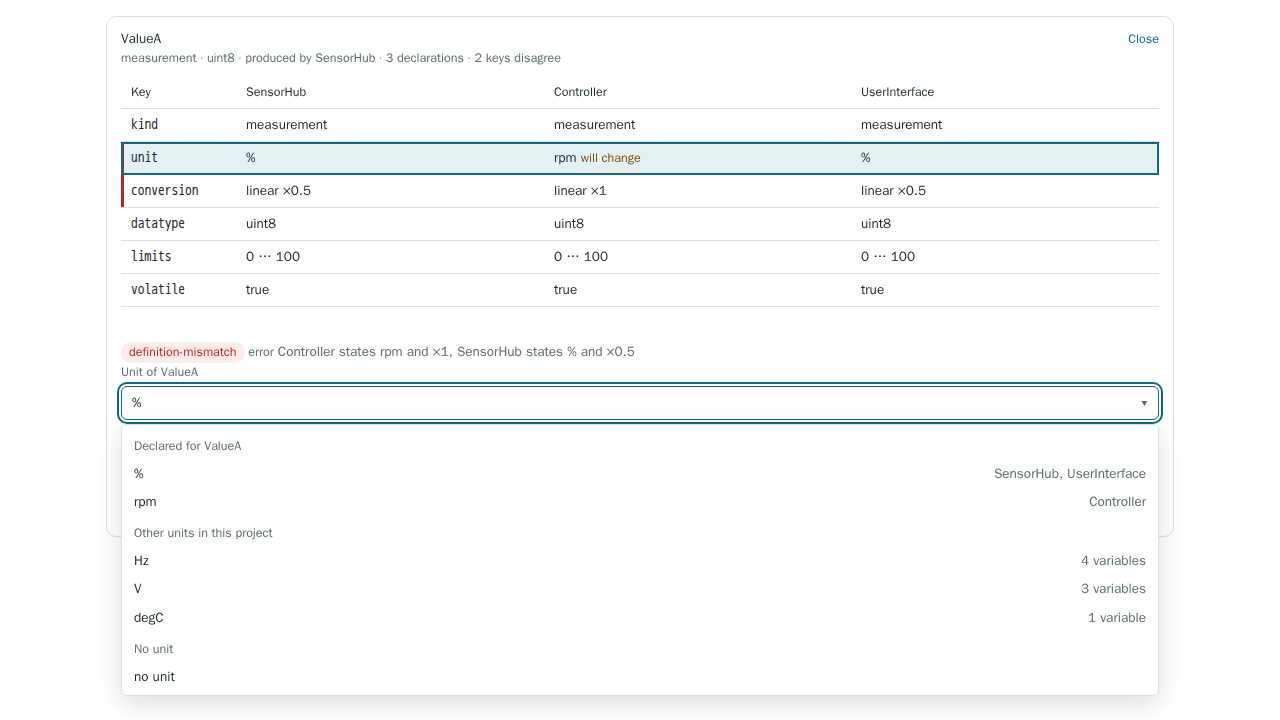 ValueA
Close
measurement · uint8 · produced by SensorHub · 3 declarations · 2 keys disagree
Key SensorHub Controller UserInterface
kind measurement measurement measurement
unit % rpm will change %
conversion linear ×0.5 linear ×1 linear ×0.5
datatype uint8 uint8 uint8
limits 0 ⋯ 100 0 ⋯ 100 0 ⋯ 100
volatile true true true
definition-mismatch error Controller states rpm and ×1, SensorHub states % and ×0.5
Unit of ValueA
%
Declared for ValueA
% SensorHub, UserInterface
rpm Controller
Other units in this project
Hz 4 variables
V 3 variables
degC 1 variable
No unit
no unit